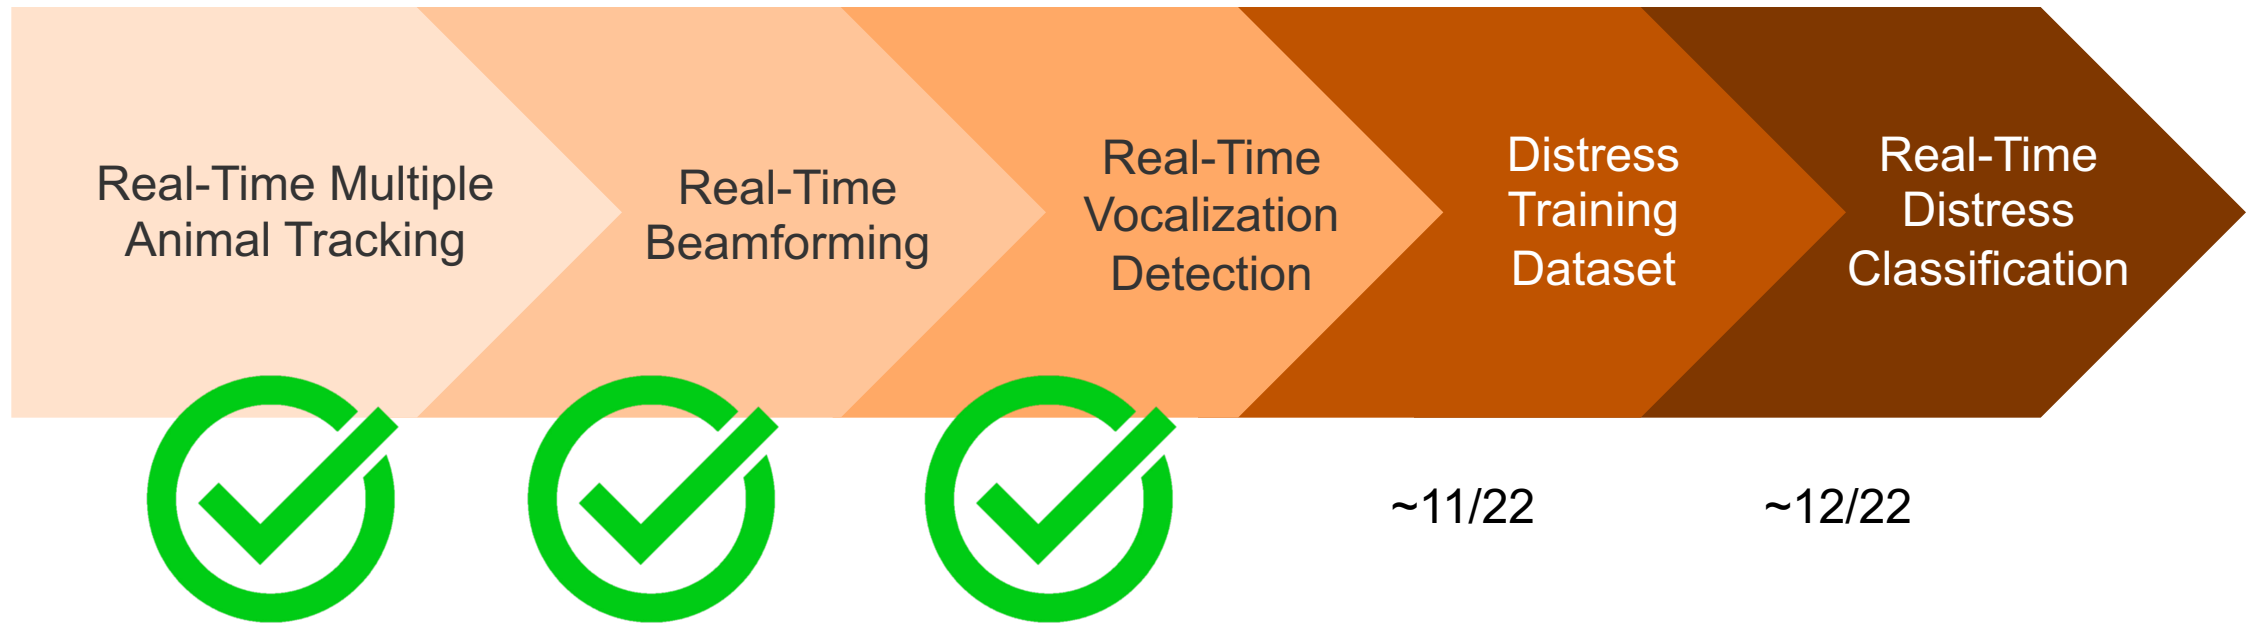 Real-Time Multiple
Animal Tracking
Real-Time
Beamforming
Real-Time
Vocalization
Detection
Distress
Training
Dataset
Real-Time
Distress
Classification
~11/22
~12/22